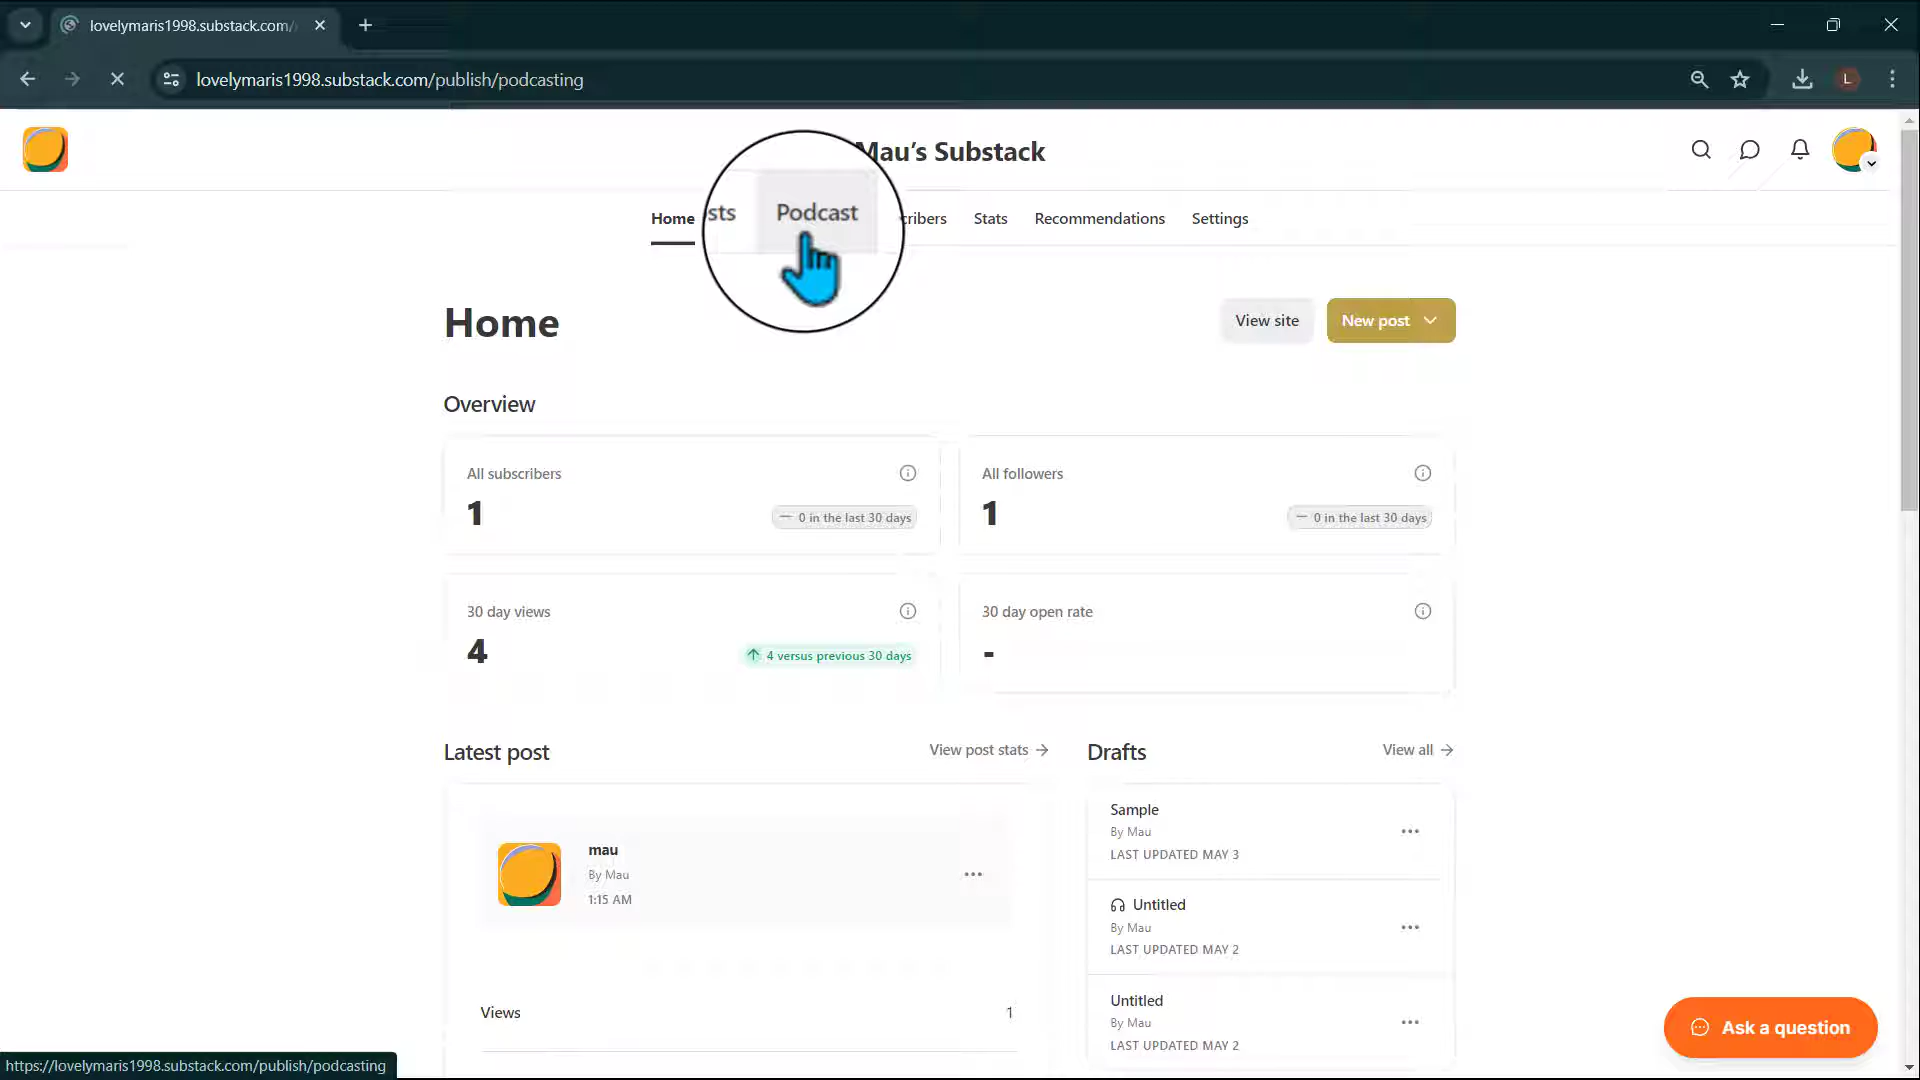 lovelymaris1998.substack.com/
lovelymaris1998.substack.com/publish/podcasting
L
Mau's Substack
Home sts Podcast cribers Stats Recommendations Settings
Home
View site
New post
Overview
All subscribers
1
0 in the last 30 days
All followers
1
0 in the last 30 days
30 day views
4
4 versus previous 30 days
30 day open rate
-
Latest post
View post stats
mau
By Mau
1:15 AM
Views 1
Drafts
View all
Sample
By Mau
LAST UPDATED MAY 3
Untitled
By Mau
LAST UPDATED MAY 2
Untitled
By Mau
LAST UPDATED MAY 2
Ask a question
https://lovelymaris1998.substack.com/publish/podcasting